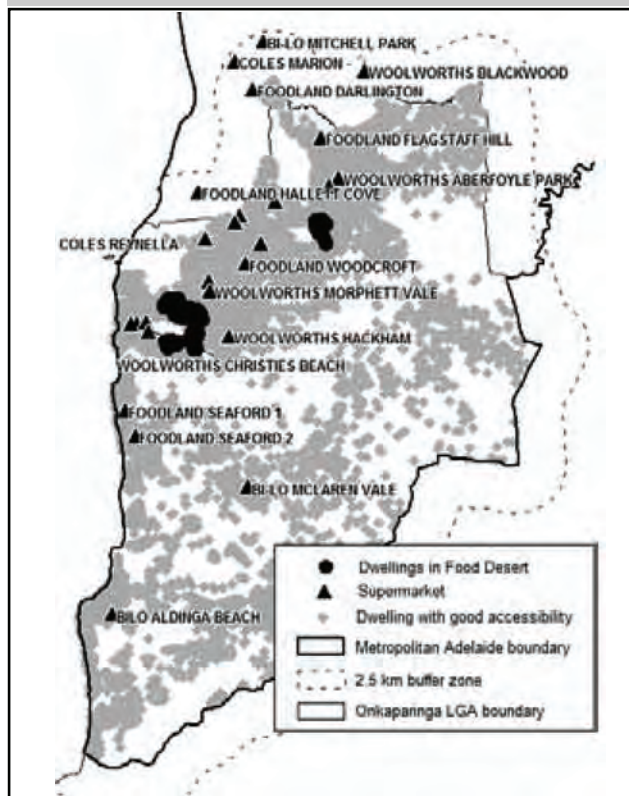 BI-LO MITCHELL PARK
COLES MARION
WOOLWORTHS BLACKWOOD
FOODLAND DARLINGTON
FOODLAND FLAGSTAFF HILL
WOOLWORTHS ABERFOYLE PARK
FOODLAND HALLETT COVE
COLES REYNELLA
FOODLAND WOODCROFT
WOOLWORTHS MORPHETT VALE
WOOLWORTHS HACKHAM
WOOLWORTHS CHRISTIES BEACH
FOODLAND SEAFORD 1
FOODLAND SEAFORD 2
BI-LO MCLAREN VALE
BILO ALDINGA BEACH
Dwellings in Food Desert
Supermarket
Dwelling with good accessibility
Metropolitan Adelaide boundary
2.5 km buffer zone
Onkaparinga LGA boundary